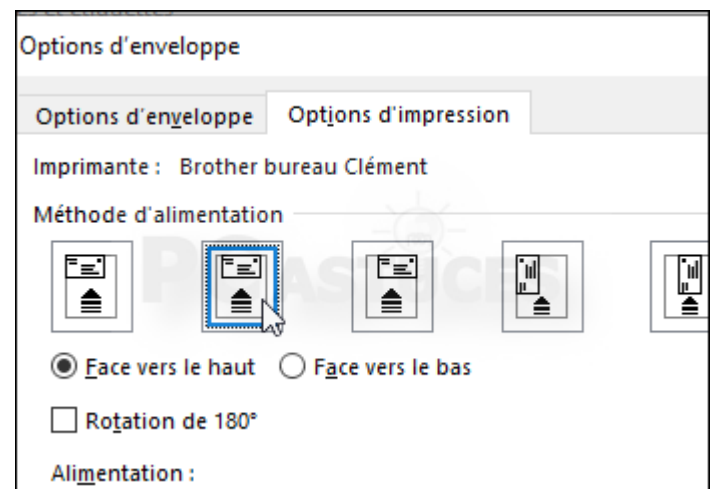 Options d'enveloppe
Options d'enveloppe Options d'impression
Imprimante : Brother bureau Clément
Méthode d'alimentation
PCASTUCES
Face vers le haut Face vers le bas
Rotation de 180°
Alimentation :